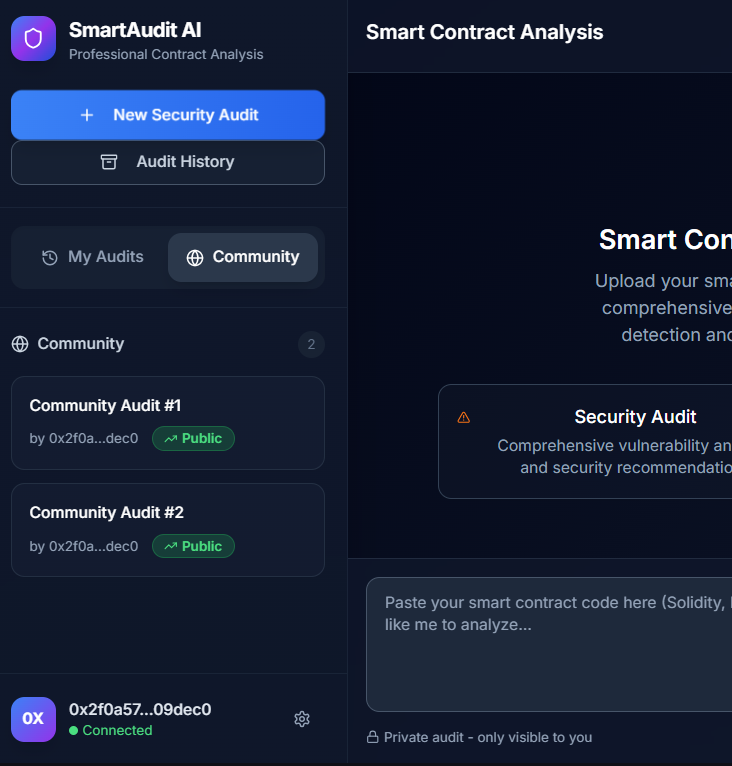 SmartAudit AI
Professional Contract Analysis
New Security Audit
Audit History
My Audits
Community
Community
2
Community Audit #1
by 0x2f0a...dec0
Public
Community Audit #2
by 0x2f0a...dec0
Public
0X
0x2f0a57...09dec0
Connected
Smart Contract Analysis
Smart Con
Upload your sma
comprehensive
detection and
Security Audit
Comprehensive vulnerability an
and security recommendatio
Paste your smart contract code here (Solidity,
like me to analyze...
Private audit - only visible to you